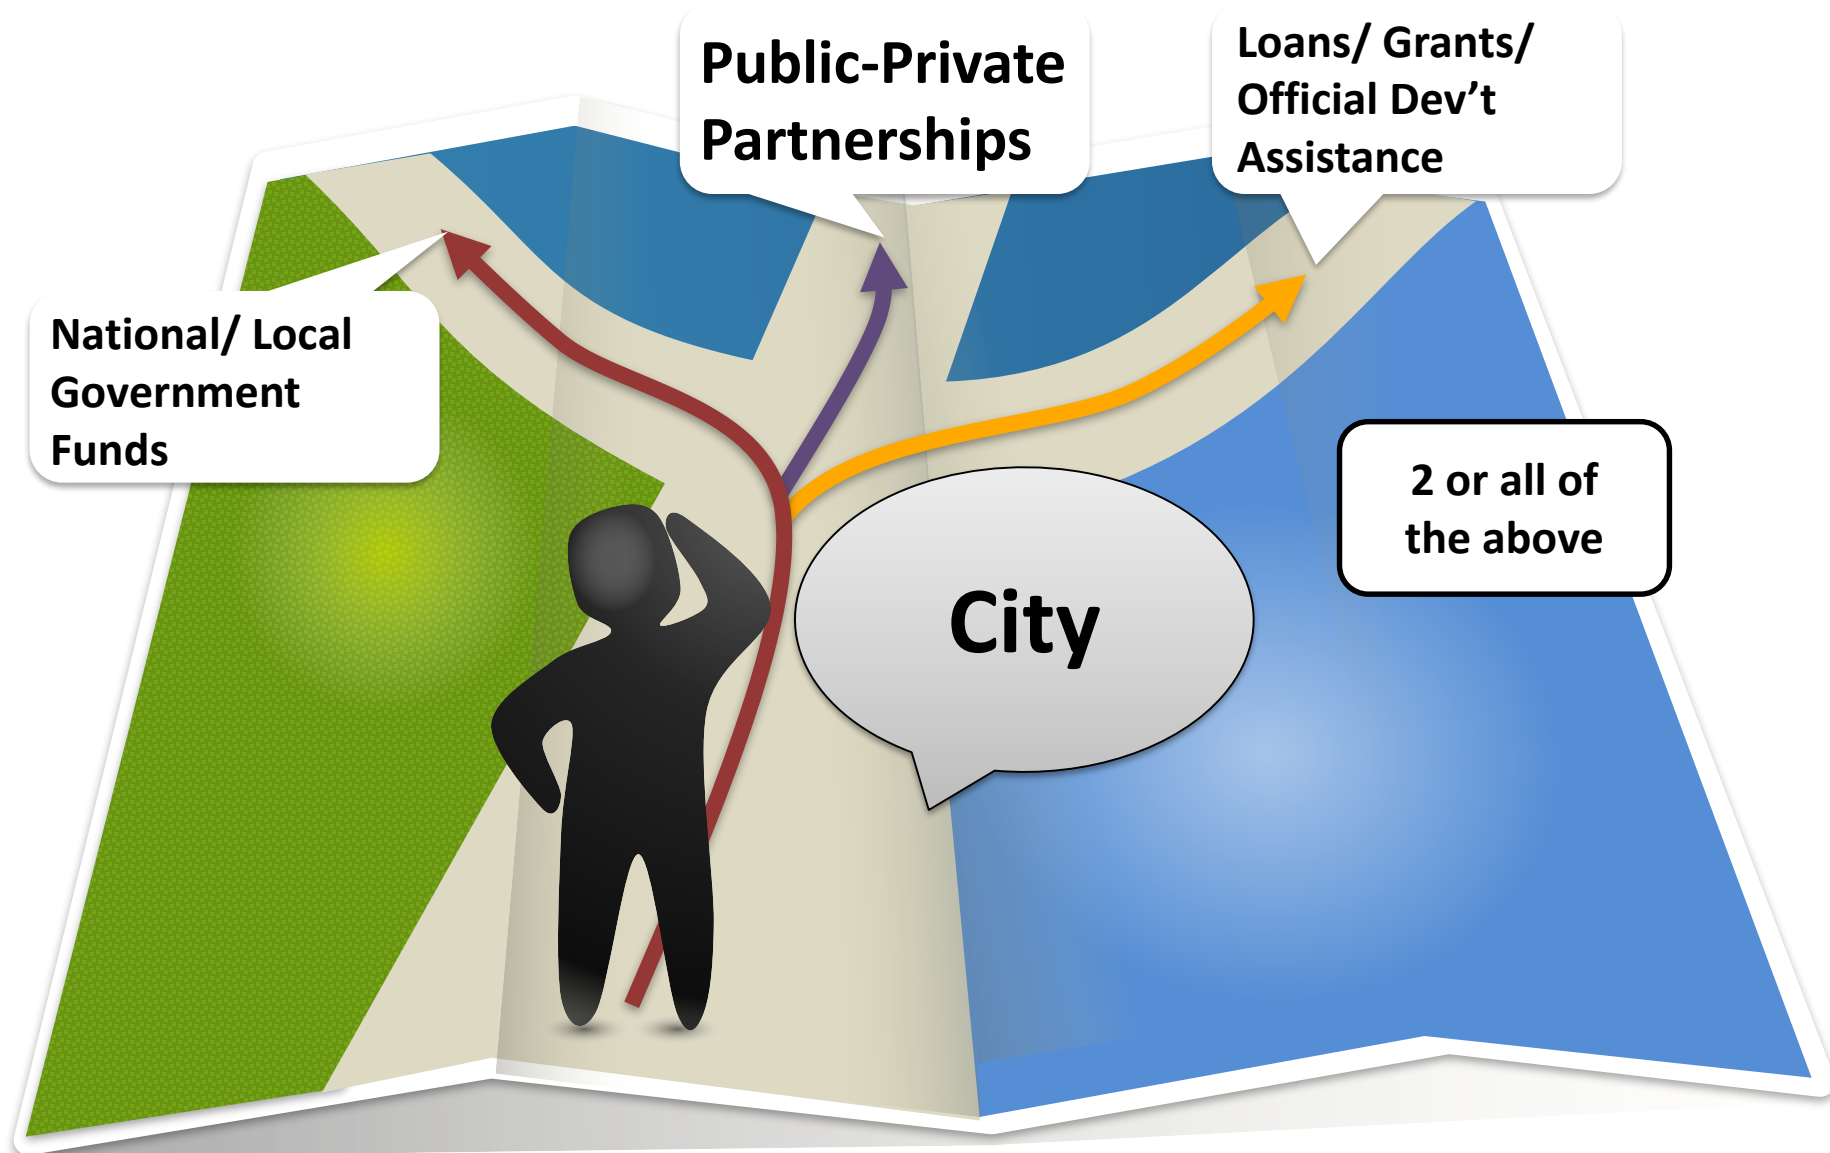 Public-Private
Partnerships
Loans/ Grants/
Official Dev’t
Assistance
National/ Local
Government
Funds
2 or all of
the above
City